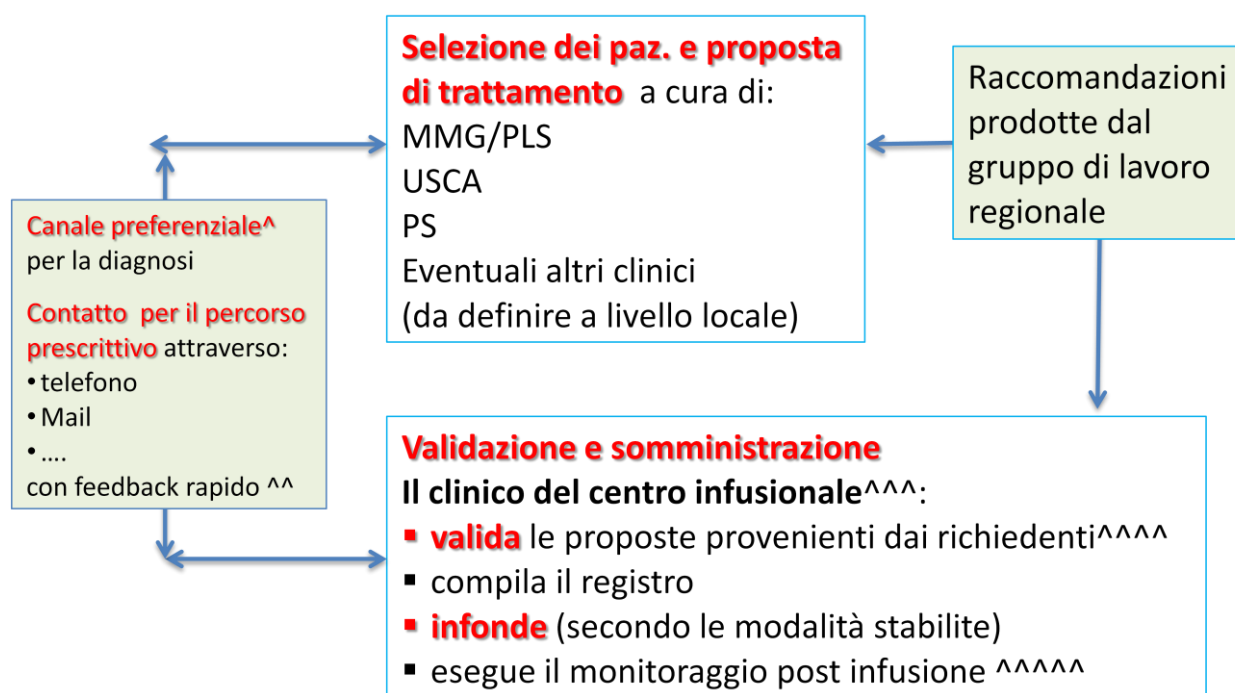 Selezione dei paz. e proposta
di trattamento a cura di:
MMG/PLS
USCA
PS
Eventuali altri clinici
(da definire a livello locale)
Raccomandazioni
prodotte dal
gruppo di lavoro
regionale
Canale preferenziale^
per la diagnosi
Contatto per il percorso
prescrittivo attraverso:
• telefono
• Mail
• ....
con feedback rapido ^^
Validazione e somministrazione
Il clinico del centro infusionale^^^:
▪ valida le proposte provenienti dai richiedenti^^^^
▪ compila il registro
▪ infonde (secondo le modalità stabilite)
▪ esegue il monitoraggio post infusione ^^^^^